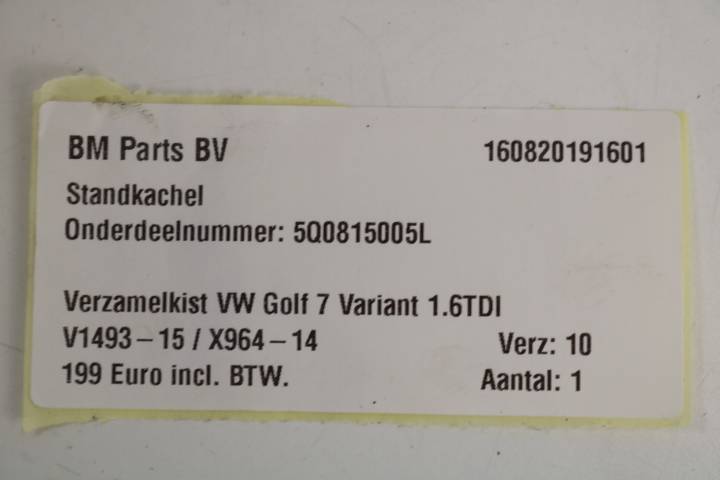 BM Parts BV 160820191601
Standkachel
Onderdeelnummer: 5Q0815005L
Verzamelkist VW Golf 7 Variant 1.6TDI
V1493-15 / X964-14 Verz: 10
199 Euro incl. BTW. Aantal: 1